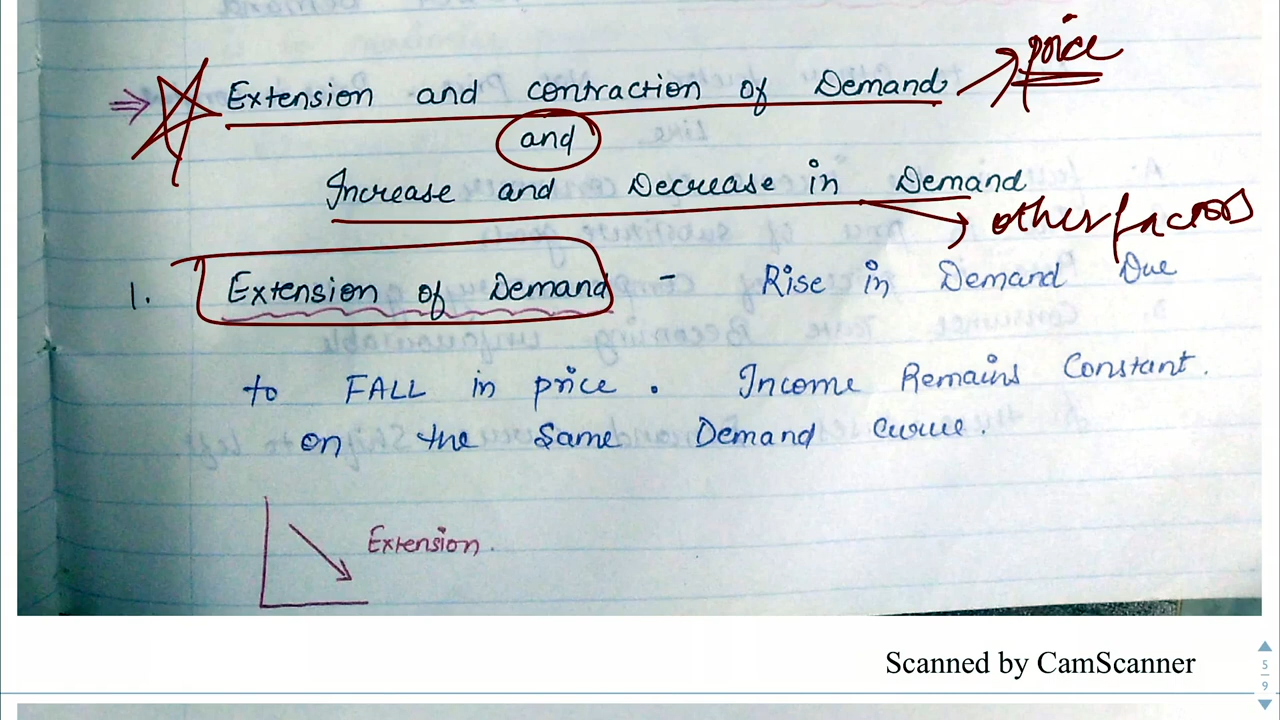 price
Extension and contraction of Demand
and
Increase and Decrease in Demand
other factors
1. Extension of Demand - Rise in Demand Due
to FALL in price. Income Remains Constant.
on the Same Demand curve.
Extension.
Scanned by CamScanner
5
9